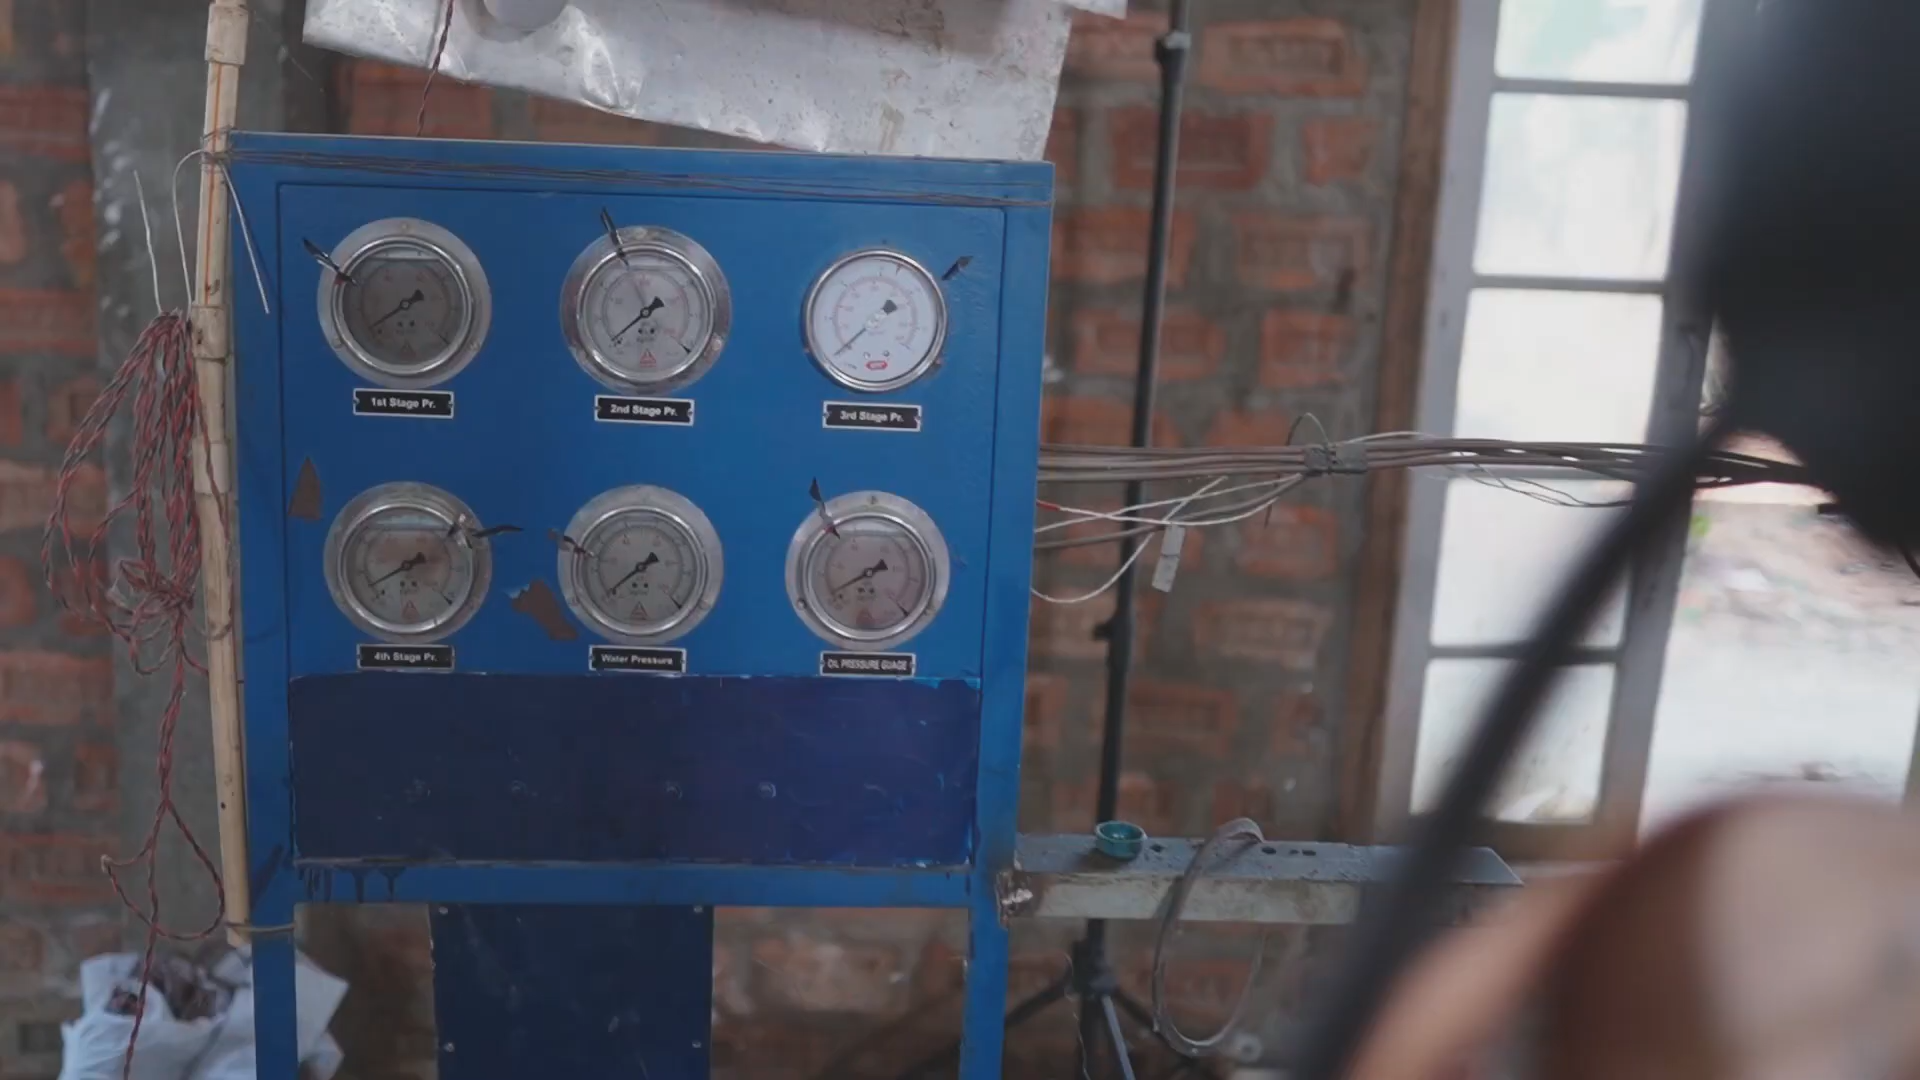 1st Stage Pr.
2nd Stage Pr.
3rd Stage Pr.
4th Stage Pr.
Water Pressure
OIL PRESSURE GUAGE